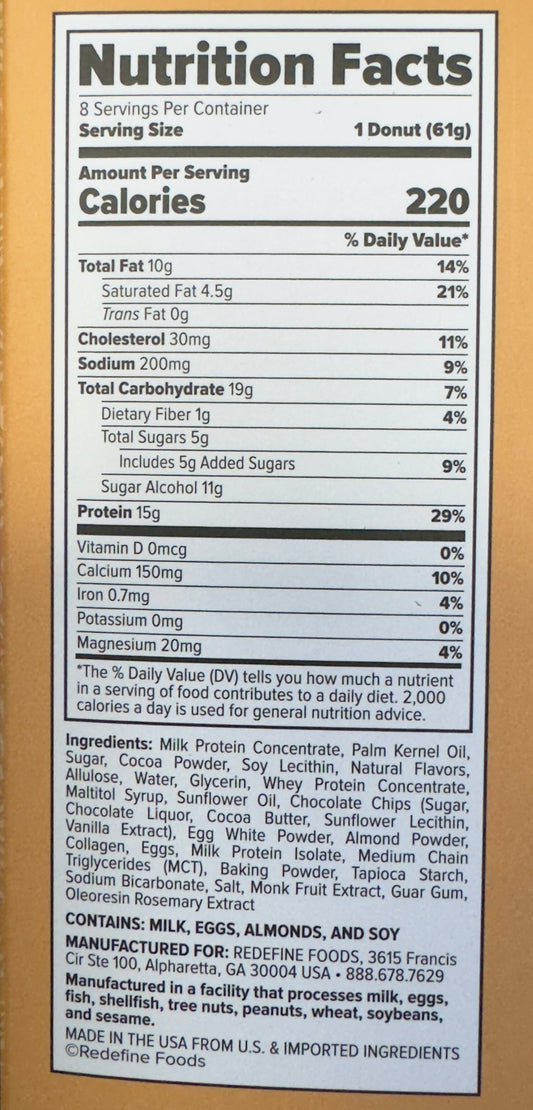 Nutrition Facts
8 Servings Per Container
Serving Size 1 Donut (61g)
Amount Per Serving
Calories 220
% Daily Value*
Total Fat 10g 14%
Saturated Fat 4.5g 21%
Trans Fat 0g
Cholesterol 30mg 11%
Sodium 200mg 9%
Total Carbohydrate 19g 7%
Dietary Fiber 1g 4%
Total Sugars 5g
Includes 5g Added Sugars 9%
Sugar Alcohol 11g
Protein 15g 29%
Vitamin D 0mcg 0%
Calcium 150mg 10%
Iron 0.7mg 4%
Potassium 0mg 0%
Magnesium 20mg 4%
*The % Daily Value (DV) tells you how much a nutrient
in a serving of food contributes to a daily diet. 2,000
calories a day is used for general nutrition advice.
Ingredients: Milk Protein Concentrate, Palm Kernel Oil,
Sugar, Cocoa Powder, Soy Lecithin, Natural Flavors,
Allulose, Water, Glycerin, Whey Protein Concentrate,
Maltitol Syrup, Sunflower Oil, Chocolate Chips (Sugar,
Chocolate Liquor, Cocoa Butter, Sunflower Lecithin,
Vanilla Extract), Egg White Powder, Almond Powder,
Collagen, Eggs, Milk Protein Isolate, Medium Chain
Triglycerides (MCT), Baking Powder, Tapioca Starch,
Sodium Bicarbonate, Salt, Monk Fruit Extract, Guar Gum,
Oleoresin Rosemary Extract
CONTAINS: MILK, EGGS, ALMONDS, AND SOY
MANUFACTURED FOR: REDEFINE FOODS, 3615 Francis
Cir Ste 100, Alpharetta, GA 30004 USA • 888.678.7629
Manufactured in a facility that processes milk, eggs,
fish, shellfish, tree nuts, peanuts, wheat, soybeans,
and sesame.
MADE IN THE USA FROM U.S. & IMPORTED INGREDIENTS
©Redefine Foods